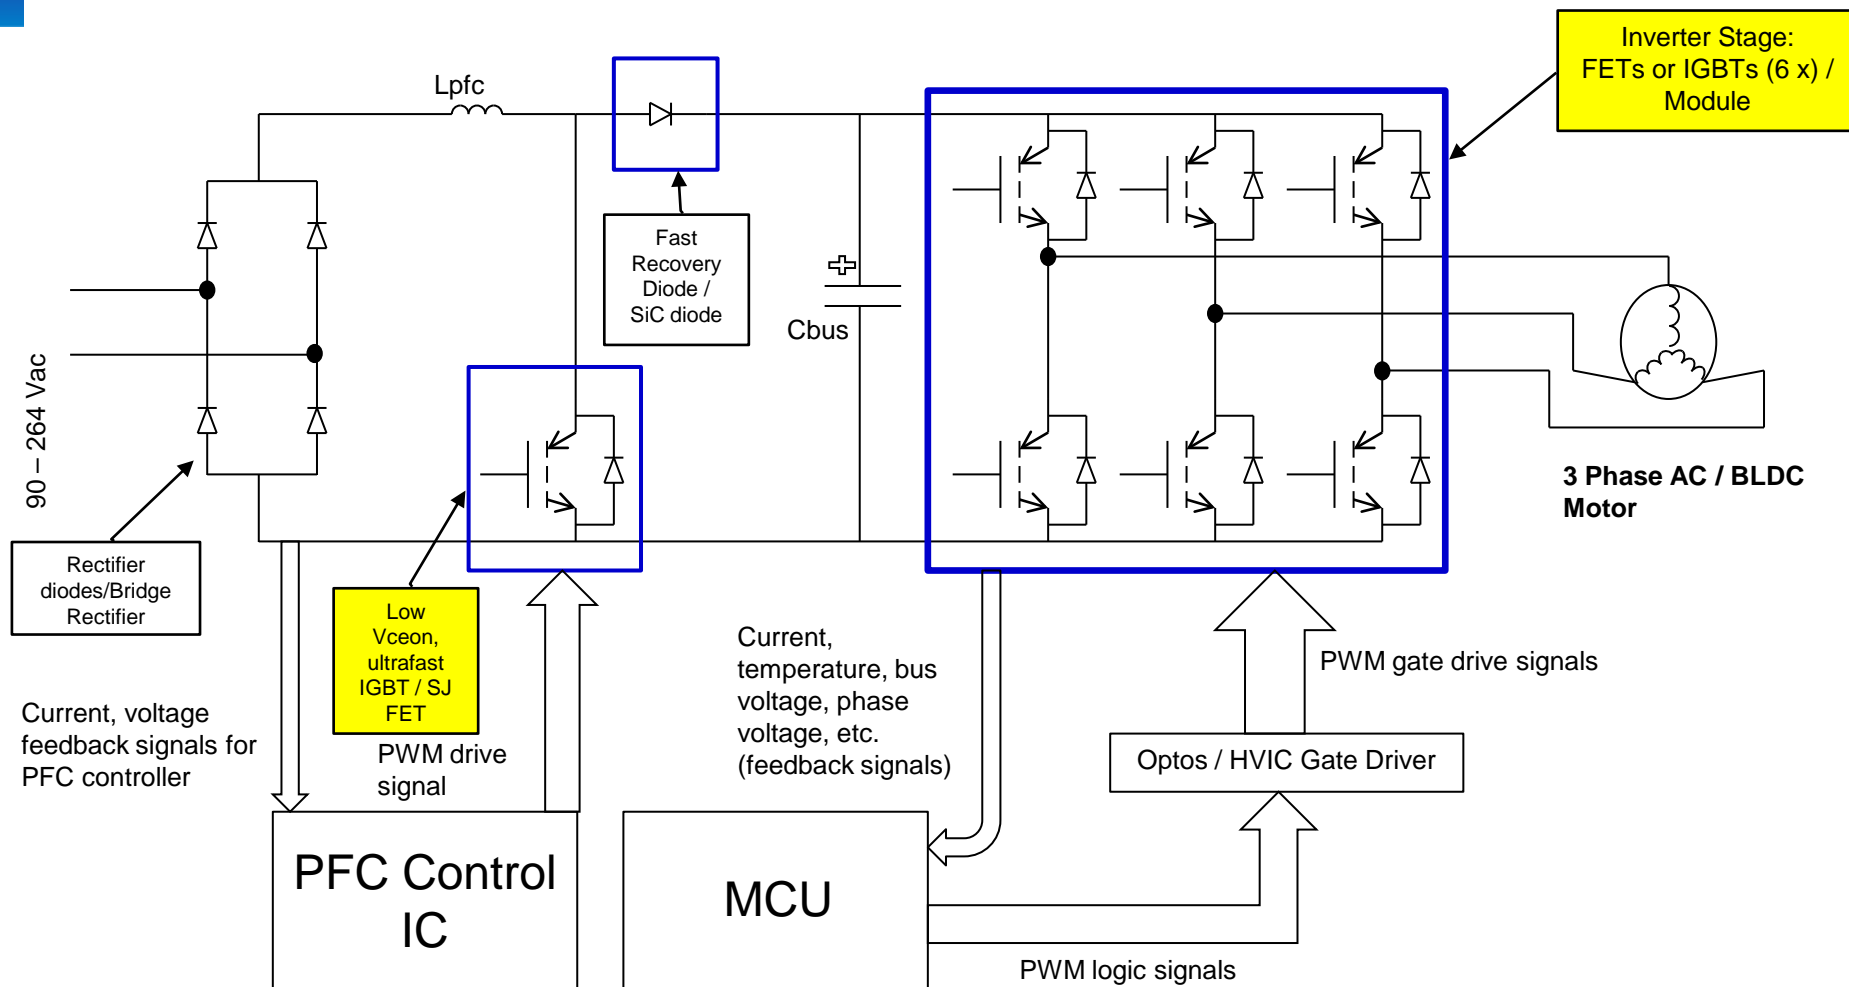 Inverter Stage:
FETs or IGBTs (6 x) /
Module
Lpfc
Fast
Recovery
Diode /
SiC diode
Cbus
90 – 264 Vac
3 Phase AC / BLDC
Motor
Rectifier
diodes/Bridge
Rectifier
Low
Vceon,
ultrafast
IGBT / SJ
FET
Current,
temperature, bus
voltage, phase
voltage, etc.
(feedback signals)
PWM gate drive signals
Current, voltage
feedback signals for
PFC controller
PWM drive
signal
Optos / HVIC Gate Driver
PFC Control
IC
MCU
PWM logic signals